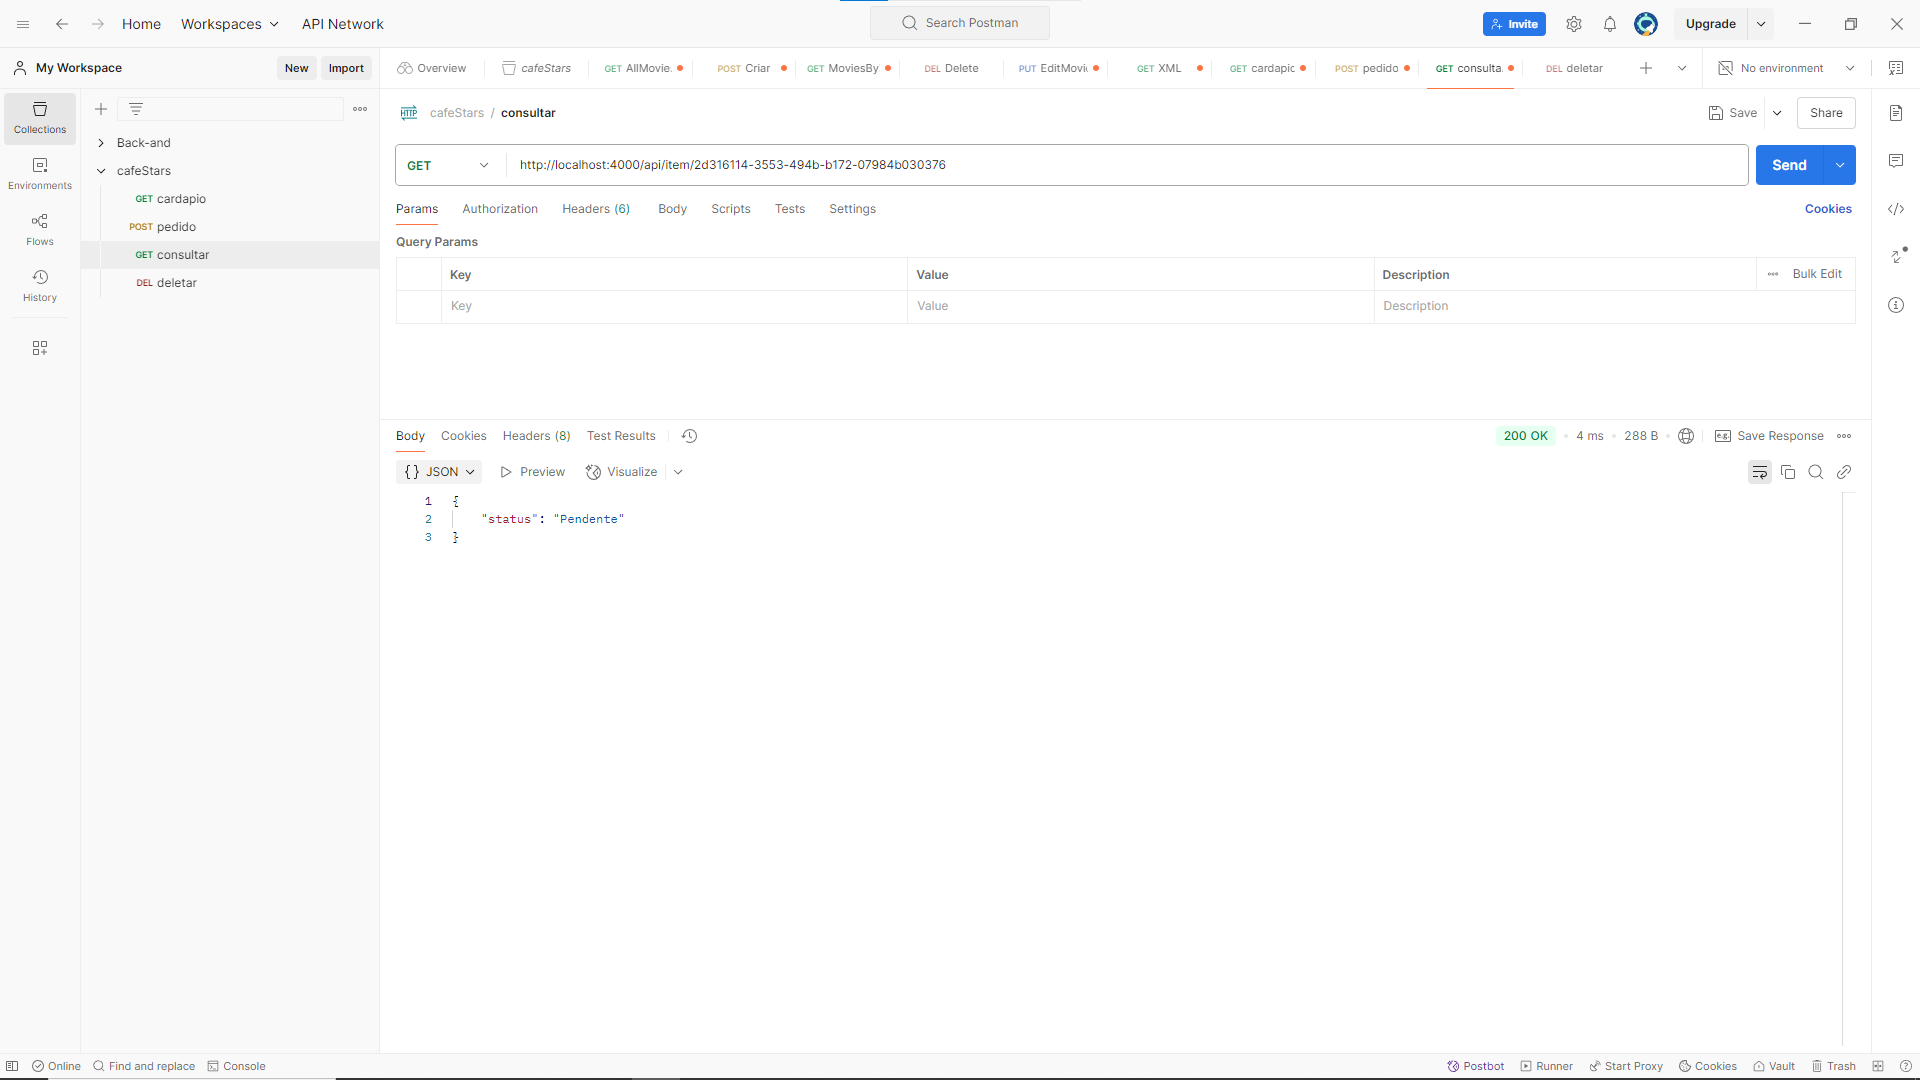 Home
Workspaces
API Network
Search Postman
Invite
Upgrade
My Workspace
New
Import
Overview
cafeStars
GET AllMovie
POST Criar
GET MoviesBy
DEL Delete
PUT EditMovi
GET XML
GET cardapio
POST pedido
GET consulta
DEL deletar
No environment
Collections
Environments
Flows
History
Back-and
cafeStars
GET cardapio
POST pedido
GET consultar
DEL deletar
HTTP
cafeStars / consultar
Save
Share
GET
http://localhost:4000/api/item/2d316114-3553-494b-b172-07984b030376
Send
Params
Authorization
Headers (6)
Body
Scripts
Tests
Settings
Cookies
Query Params
Key
Value
Description
Bulk Edit
Key
Value
Description
Body
Cookies
Headers (8)
Test Results
200 OK
4 ms
288 B
e.g.
Save Response
{} JSON
Preview
Visualize
1 {
2 "status": "Pendente"
3 }
Online
Find and replace
Console
Postbot
Runner
Start Proxy
Cookies
Vault
Trash